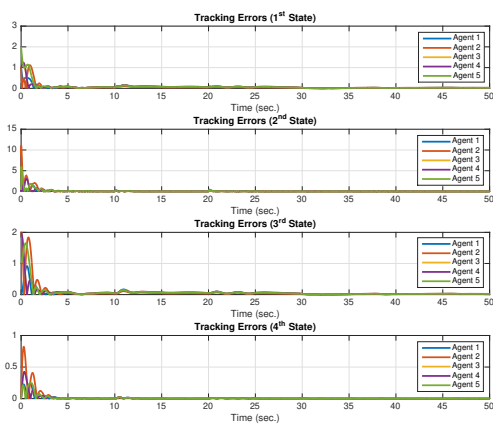 Tracking Errors (1st State)
3
2
1
0
0 5 10 15 20 25 30 35 40 45 50
Time (sec.)
Agent 1
Agent 2
Agent 3
Agent 4
Agent 5
Tracking Errors (2nd State)
15
10
5
0
0 5 10 15 20 25 30 35 40 45 50
Time (sec.)
Agent 1
Agent 2
Agent 3
Agent 4
Agent 5
Tracking Errors (3rd State)
2
1
0
0 5 10 15 20 25 30 35 40 45 50
Time (sec.)
Agent 1
Agent 2
Agent 3
Agent 4
Agent 5
Tracking Errors (4th State)
1
0.5
0
0 5 10 15 20 25 30 35 40 45 50
Time (sec.)
Agent 1
Agent 2
Agent 3
Agent 4
Agent 5